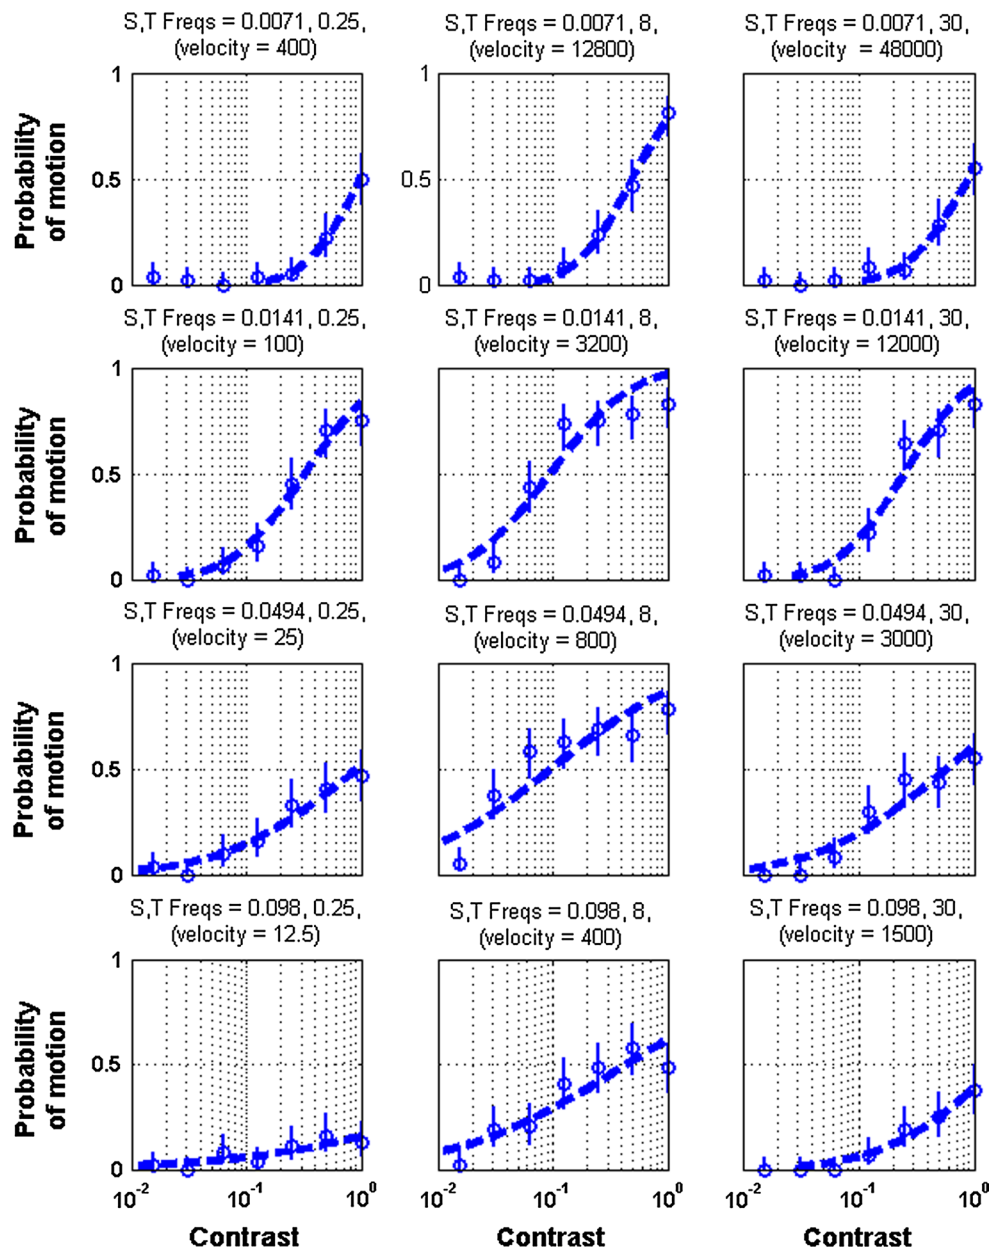 S,T Freqs = 0.0071, 0.25,
(velocity = 400)
S,T Freqs = 0.0071, 8,
(velocity = 12800)
S,T Freqs = 0.0071, 30,
(velocity = 48000)
1
0.5
0
Probability
of motion
1
0.5
0
S,T Freqs = 0.0141, 0.25,
(velocity = 100)
S,T Freqs = 0.0141, 8,
(velocity = 3200)
S,T Freqs = 0.0141, 30,
(velocity = 12000)
1
0.5
0
Probability
of motion
S,T Freqs = 0.0494, 0.25,
(velocity = 25)
S,T Freqs = 0.0494, 8,
(velocity = 800)
S,T Freqs = 0.0494, 30,
(velocity = 3000)
1
0.5
0
Probability
of motion
S,T Freqs = 0.098, 0.25,
(velocity = 12.5)
S,T Freqs = 0.098, 8,
(velocity = 400)
S,T Freqs = 0.098, 30,
(velocity = 1500)
1
0.5
0
Probability
of motion
10⁻² 10⁻¹ 10⁰
10⁻² 10⁻¹ 10⁰
10⁻² 10⁻¹ 10⁰
Contrast
Contrast
Contrast